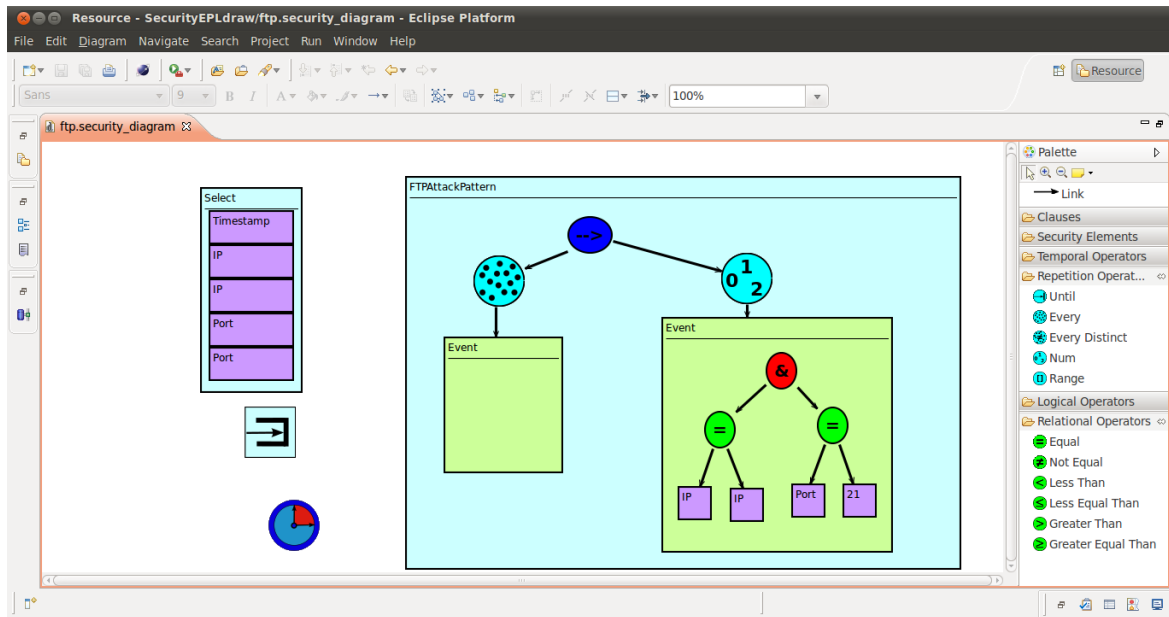 Resource - SecurityEPLdraw/ftp.security_diagram - Eclipse Platform
File Edit Diagram Navigate Search Project Run Window Help
Resource
Sans 9 B I A 100%
ftp.security_diagram
Palette
Link
Clauses
Security Elements
Temporal Operators
Repetition Operat...
Until
Every
Every Distinct
Num
Range
Logical Operators
Relational Operators
Equal
Not Equal
Less Than
Less Equal Than
Greater Than
Greater Equal Than
Select
Timestamp
IP
IP
Port
Port
FTPAttackPattern
-->
0 1 2
Event
Event
&
=
=
IP
IP
Port
21